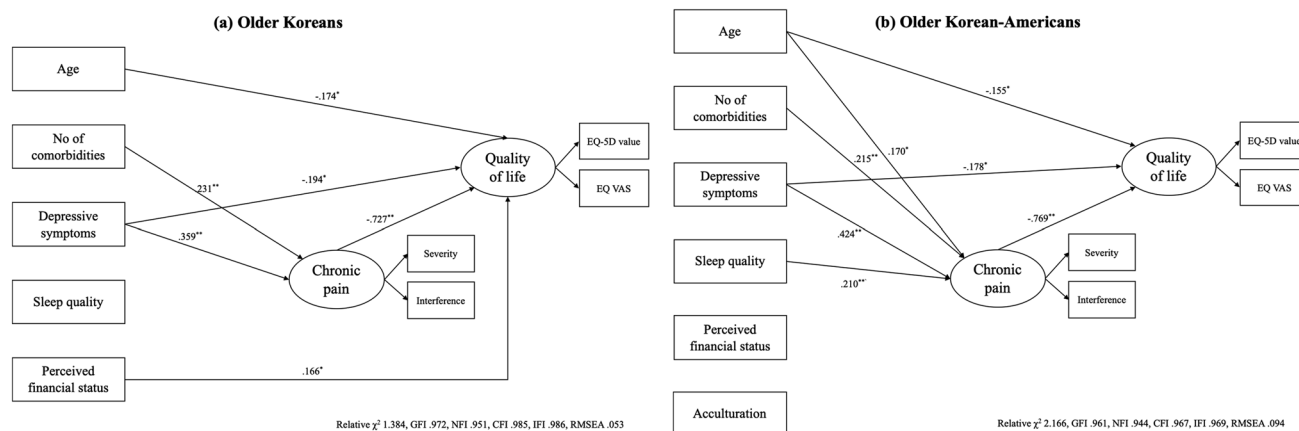 (a) Older Koreans
Age
No of
comorbidities
Depressive
symptoms
Sleep quality
Perceived
financial status
-.174*
.231**
-.194*
.359**
-.727**
.166*
Quality
of life
EQ-5D value
EQ VAS
Chronic
pain
Severity
Interference
Relative χ² 1.384, GFI .972, NFI .951, CFI .985, IFI .986, RMSEA .053
(b) Older Korean-Americans
Age
No of
comorbidities
Depressive
symptoms
Sleep quality
Perceived
financial status
Acculturation
-.155*
.170*
.215**
-.178*
.424**
-.769**
.210**
Quality
of life
EQ-5D value
EQ VAS
Chronic
pain
Severity
Interference
Relative χ² 2.166, GFI .961, NFI .944, CFI .967, IFI .969, RMSEA .094